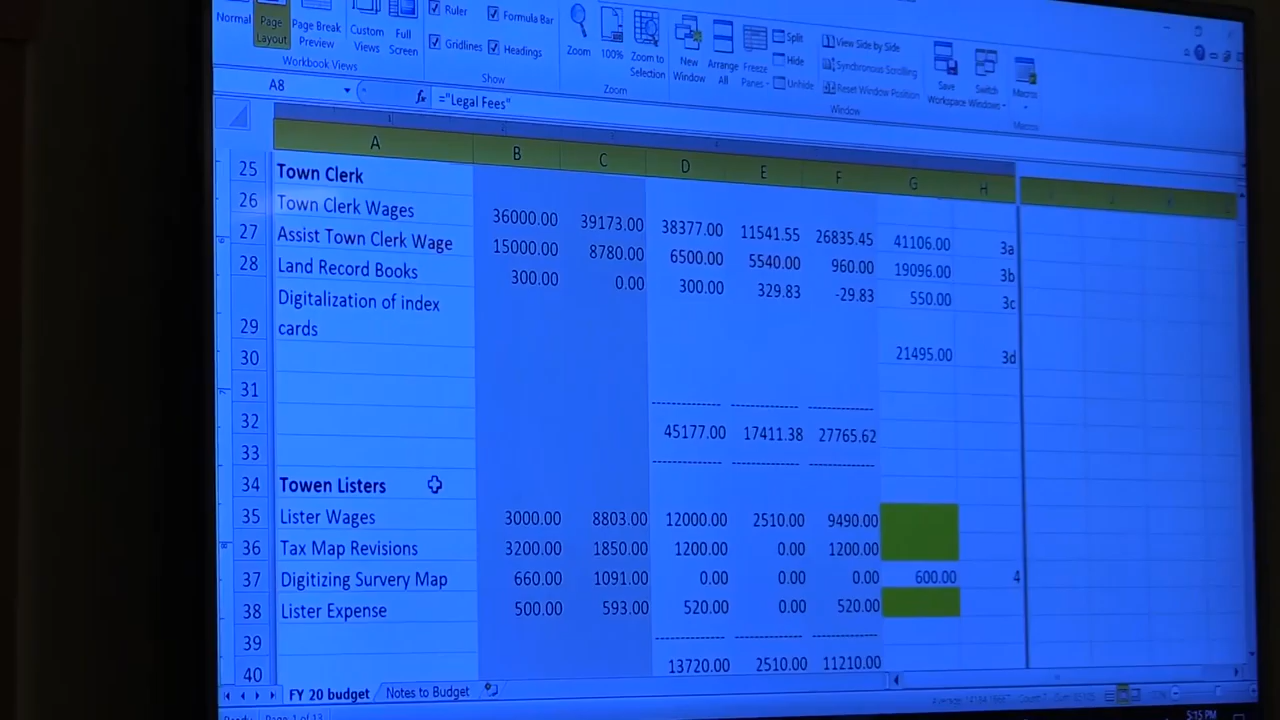 Normal Page Layout Page Break Preview Custom Views Full Screen
Workbook Views
Ruler Formula Bar
Gridlines Headings
Show
Zoom 100% Zoom to Selection
Zoom
New Window Arrange All Freeze Panes
Split
Hide
Unhide
View Side by Side
Synchronous Scrolling
Reset Window Position
Window
Save Workspace Switch Windows
Macros
Macros
A8 fx ="Legal Fees"
A B C D E F G H
25 Town Clerk
26 Town Clerk Wages 36000.00 39173.00 38377.00 11541.55 26835.45 41106.00 3a
27 Assist Town Clerk Wage 15000.00 8780.00 6500.00 5540.00 960.00 19096.00 3b
28 Land Record Books 300.00 0.00 300.00 329.83 -29.83 550.00 3c
Digitalization of index
29 cards
30 21495.00 3d
31 -------------- -------------- --------------
32 45177.00 17411.38 27765.62
33 -------------- -------------- --------------
34 Towen Listers
35 Lister Wages 3000.00 8803.00 12000.00 2510.00 9490.00
36 Tax Map Revisions 3200.00 1850.00 1200.00 0.00 1200.00
37 Digitizing Survery Map 660.00 1091.00 0.00 0.00 0.00 600.00 4
38 Lister Expense 500.00 593.00 520.00 0.00 520.00
39 -------------- -------------- --------------
40 13720.00 2510.00 11210.00
FY 20 budget Notes to Budget
Page 1 of 13
5:15 PM